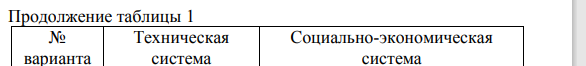 Продолжение таблицы 1
№ Техническая Социально-экономическая
варианта система система